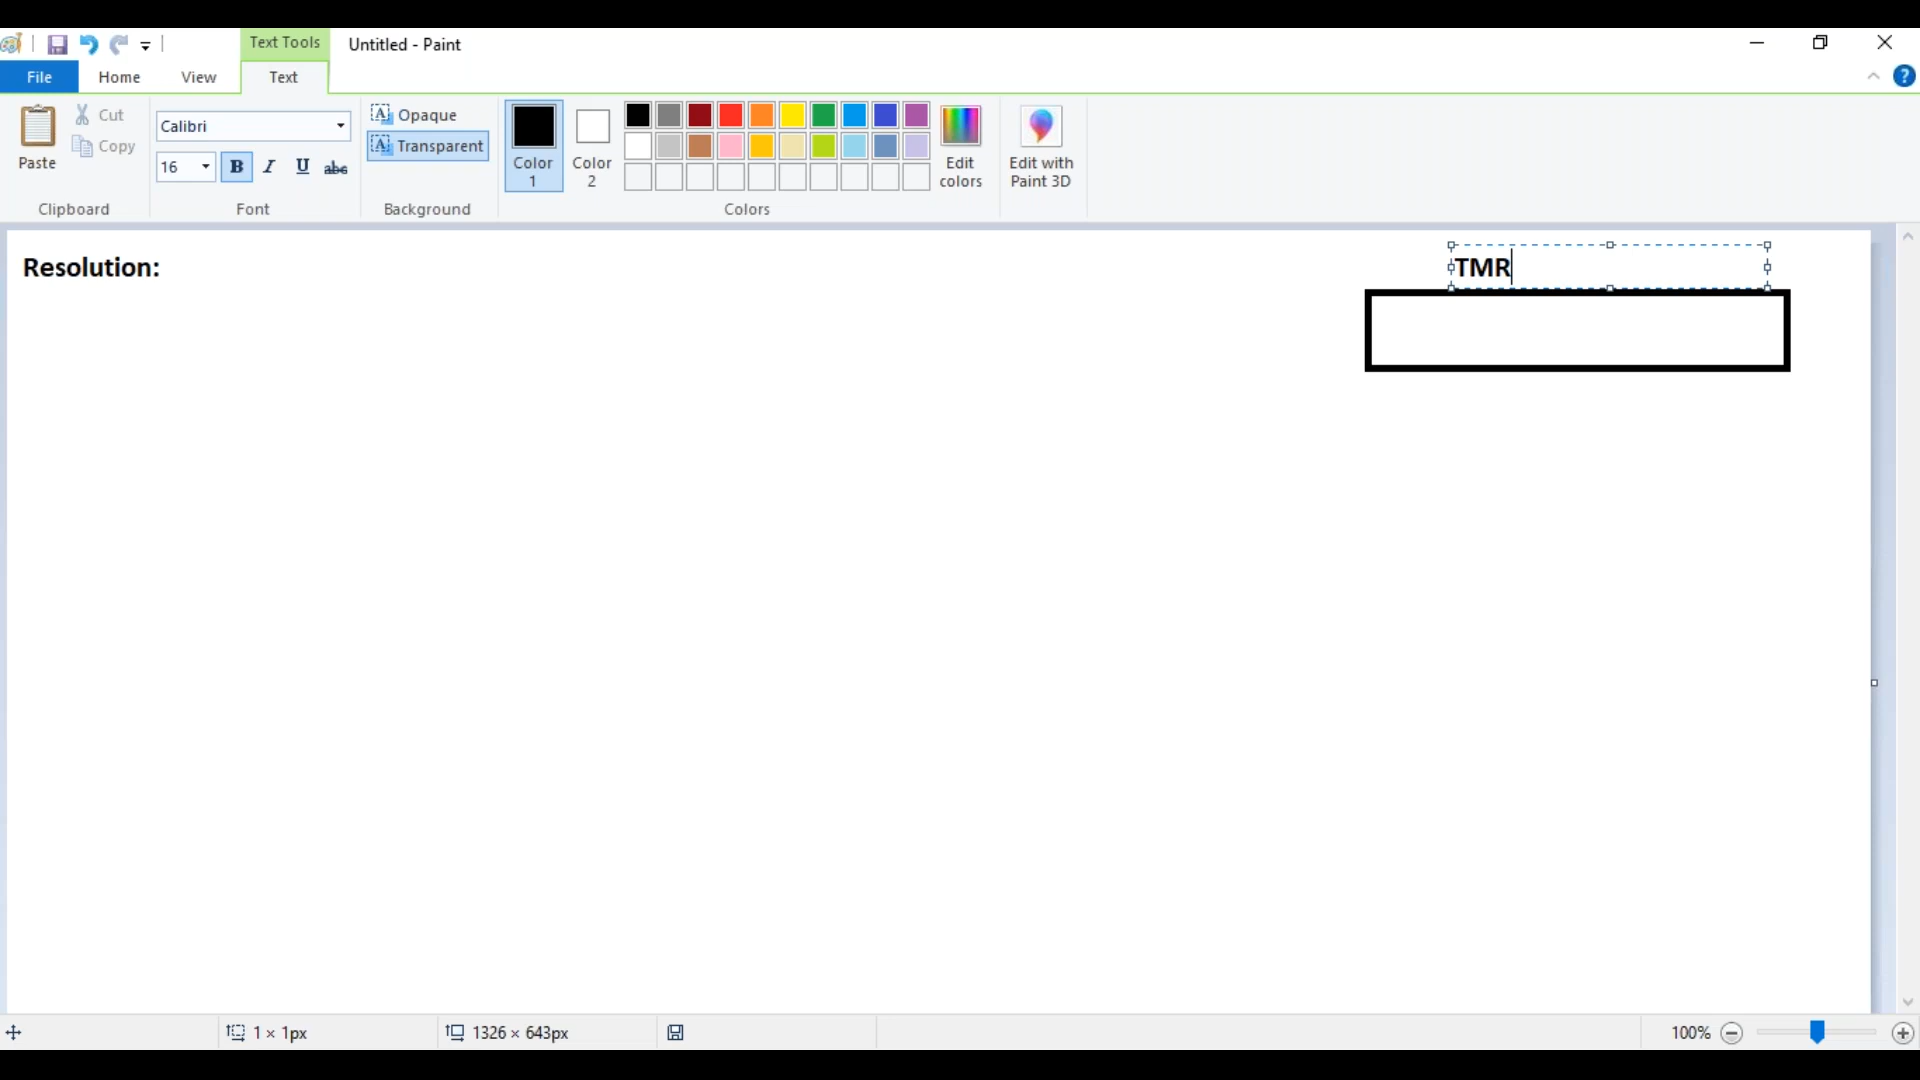 Text Tools Untitled - Paint
File Home View Text
Paste Cut Copy
Calibri
16 B I U abc
Opaque
Transparent
Color 1 Color 2
Edit colors
Edit with Paint 3D
Clipboard Font Background Colors
Resolution: TMR
1 × 1px 1326 × 643px 100%